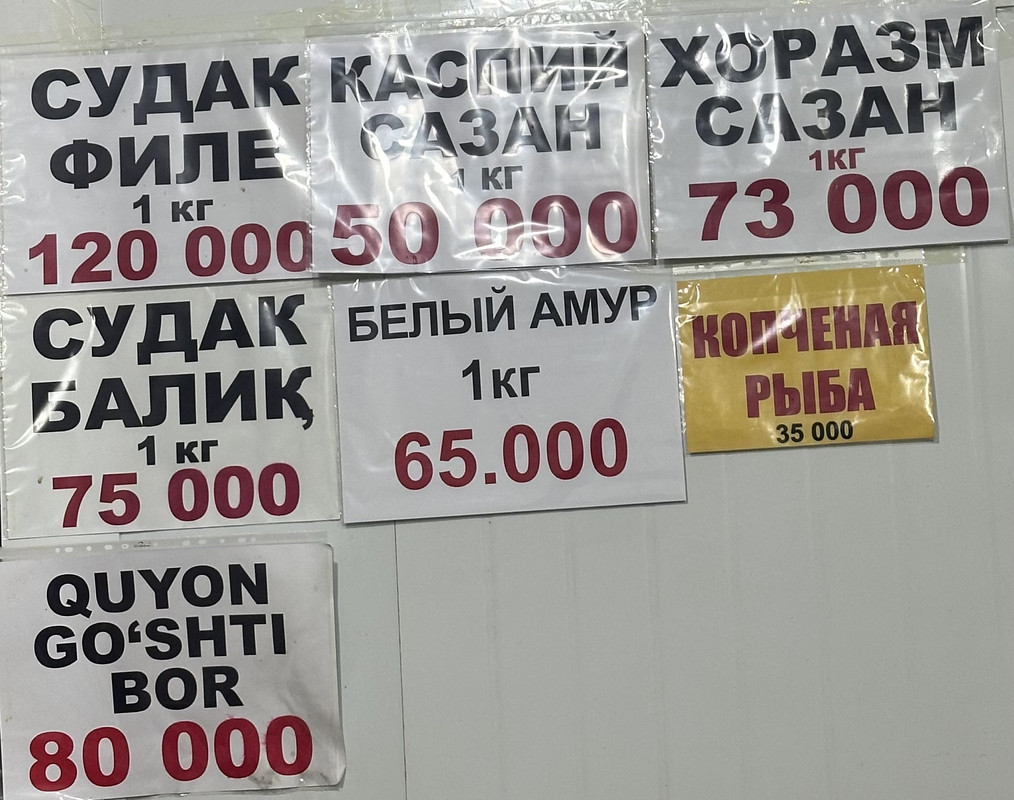 СУДАК
ФИЛЕ
1 кг
120 000
КАСПИЙ
САЗАН
1 кг
50 000
ХОРАЗМ
САЗАН
1кг
73 000
СУДАК
БАЛИҚ
1 кг
75 000
БЕЛЫЙ АМУР
1кг
65.000
КОПЧЕНАЯ
РЫБА
35 000
QUYON
GO‘SHTI
BOR
80 000